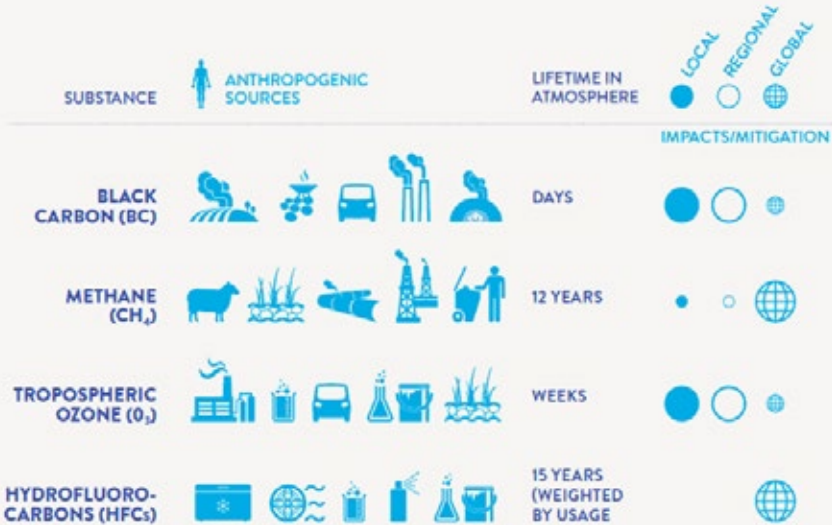 SUBSTANCE
ANTHROPOGENIC
SOURCES
LIFETIME IN
ATMOSPHERE
LOCAL
REGIONAL
GLOBAL
IMPACTS/MITIGATION
BLACK
CARBON (BC)
DAYS
METHANE
(CH₄)
12 YEARS
TROPOSPHERIC
OZONE (0₃)
WEEKS
HYDROFLUORO-
CARBONS (HFCs)
15 YEARS
(WEIGHTED
BY USAGE